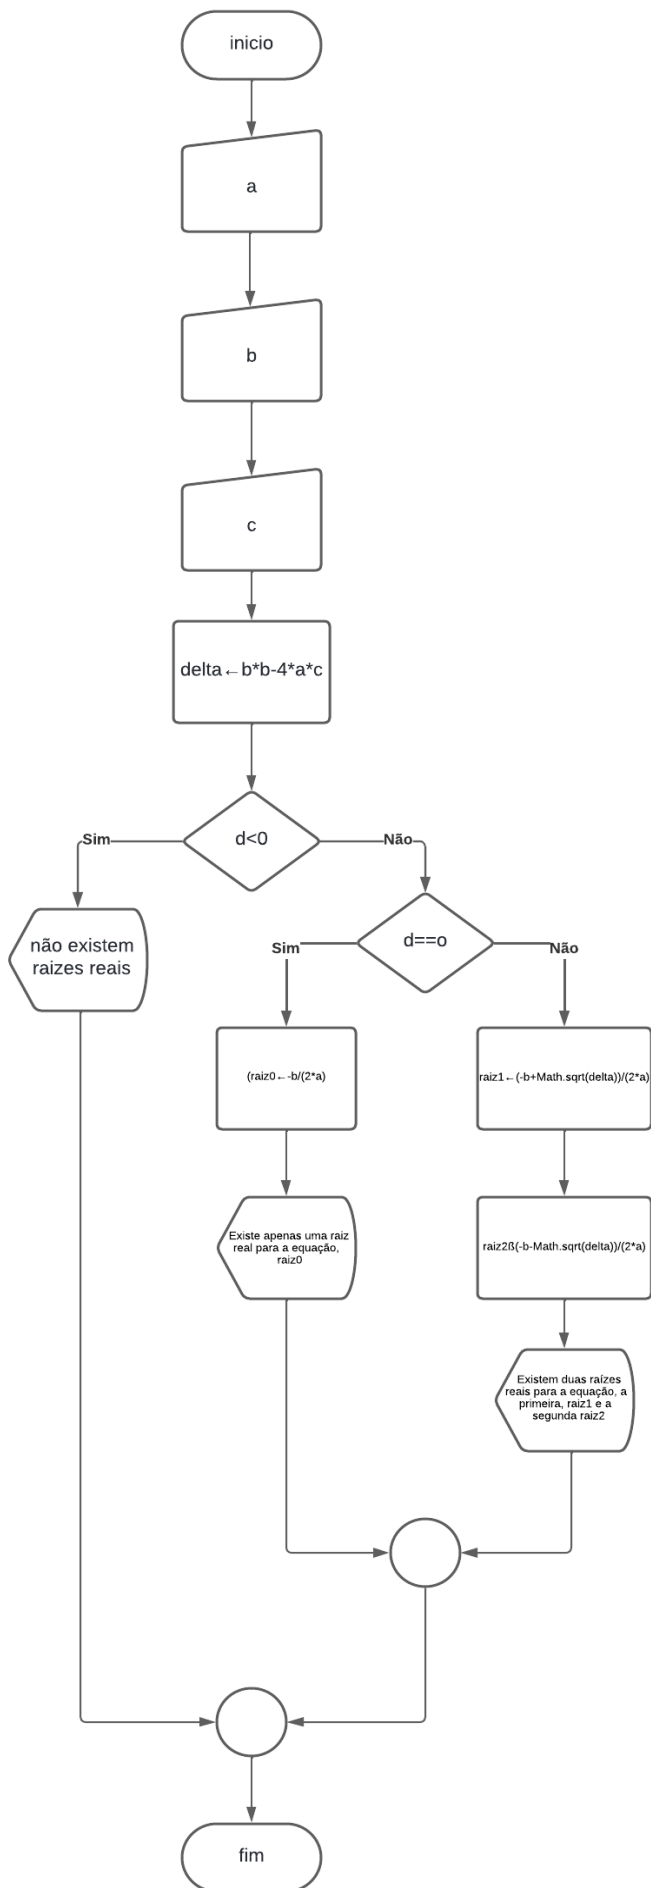 inicio
a
b
c
delta←b*b-4*a*c
d<0
Sim
Não
não existem
raizes reais
d==o
Sim
Não
(raiz0←-b/(2*a)
raiz1←(-b+Math.sqrt(delta))/(2*a)
Existe apenas uma raiz
real para a equação,
raiz0
raiz2ß(-b-Math.sqrt(delta))/(2*a)
Existem duas raízes
reais para a equação, a
primeira, raiz1 e a
segunda raiz2
fim